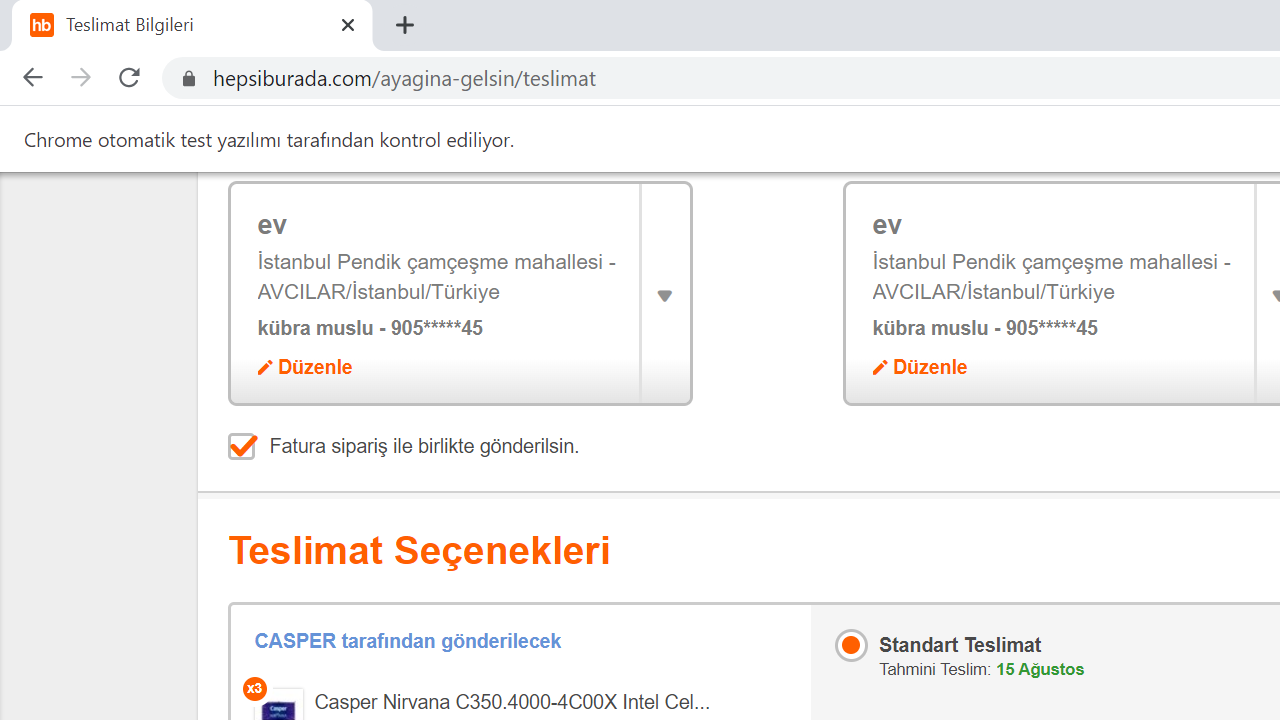 hb Teslimat Bilgileri
hepsiburada.com/ayagina-gelsin/teslimat
Chrome otomatik test yazılımı tarafından kontrol ediliyor.
ev
İstanbul Pendik çamçeşme mahallesi -
AVCILAR/İstanbul/Türkiye
kübra muslu - 905*****45
Düzenle
ev
İstanbul Pendik çamçeşme mahallesi -
AVCILAR/İstanbul/Türkiye
kübra muslu - 905*****45
Düzenle
Fatura sipariş ile birlikte gönderilsin.
Teslimat Seçenekleri
CASPER tarafından gönderilecek
x3
Casper
Casper Nirvana C350.4000-4C00X Intel Cel...
Standart Teslimat
Tahmini Teslim: 15 Ağustos